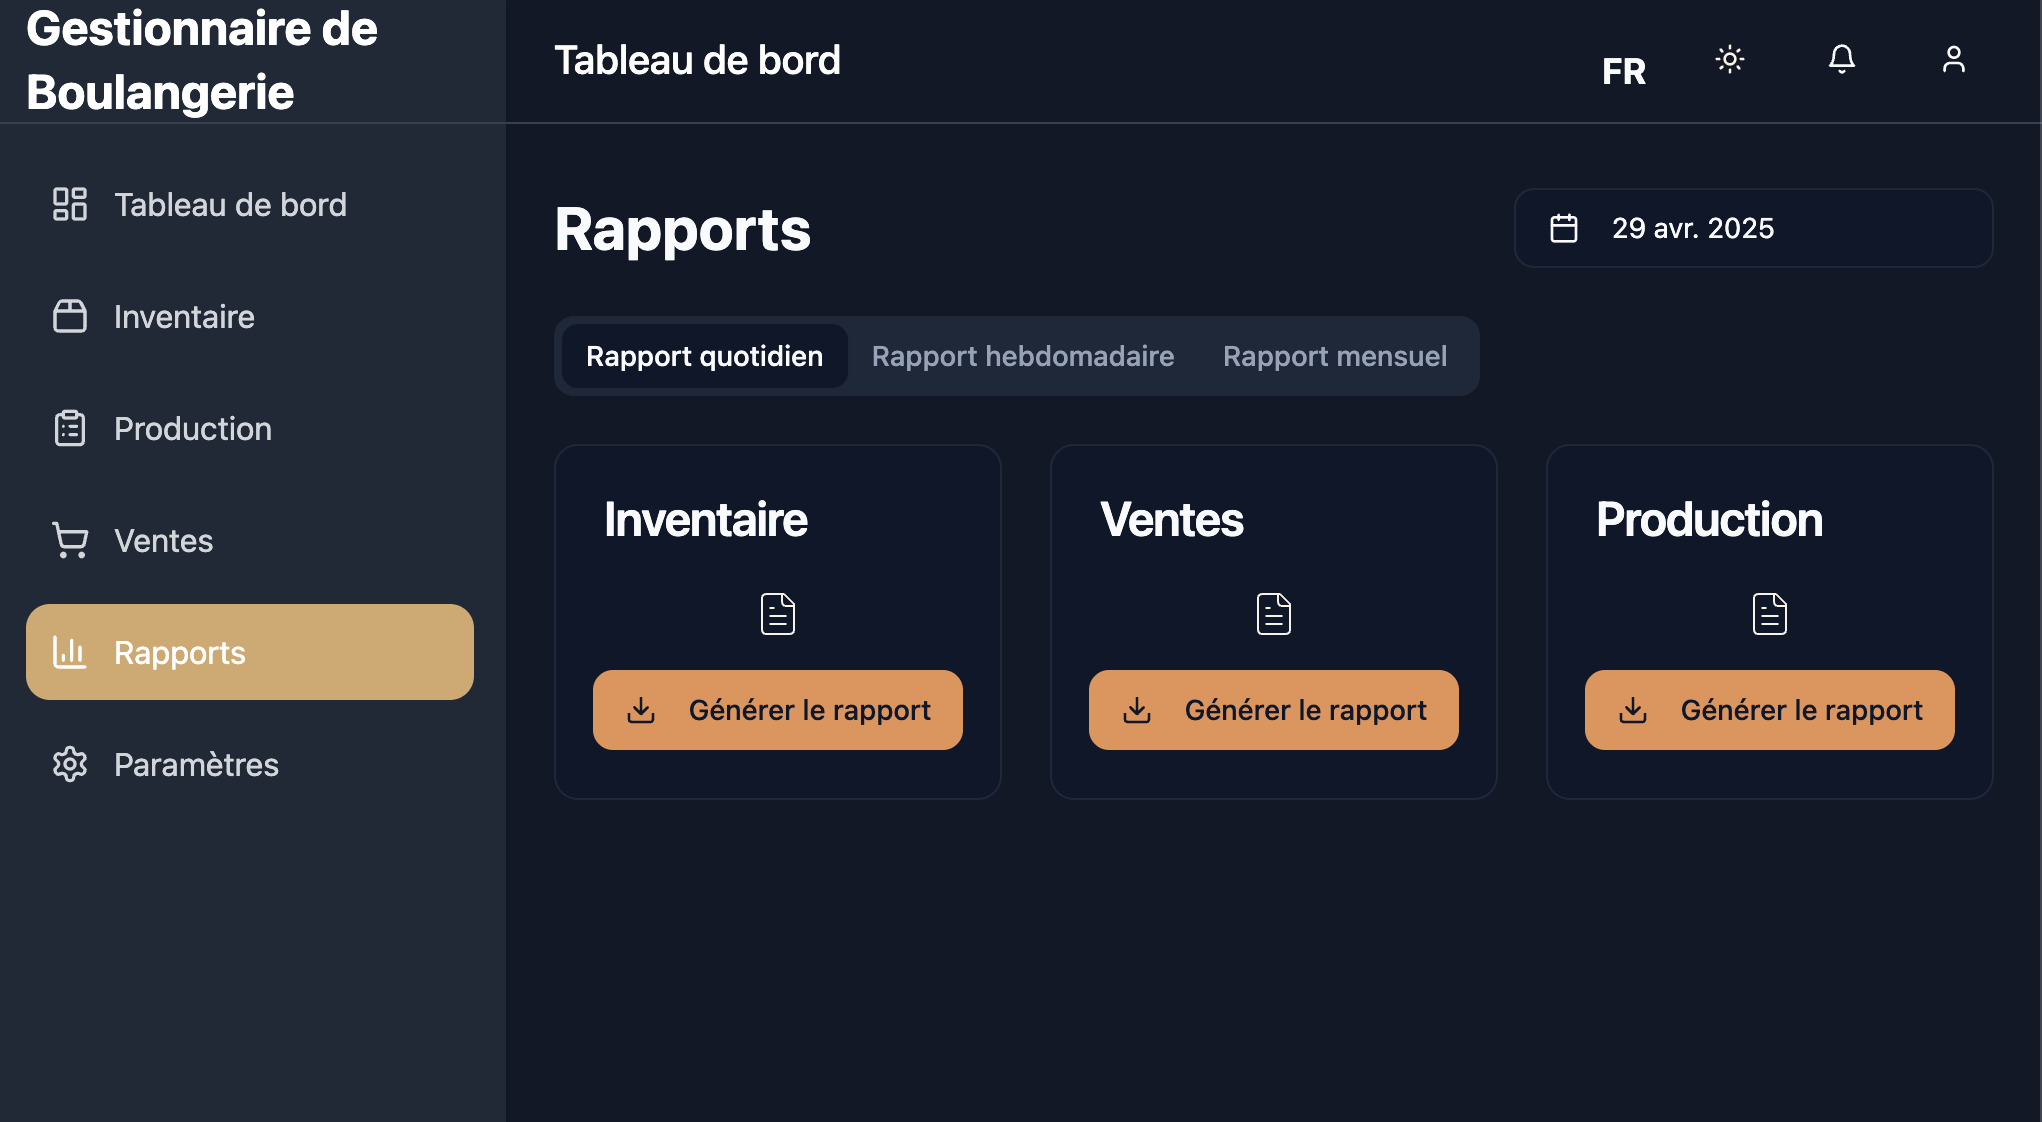 Gestionnaire de
Boulangerie
Tableau de bord
FR
Tableau de bord
Inventaire
Production
Ventes
Rapports
Paramètres
Rapports
29 avr. 2025
Rapport quotidien
Rapport hebdomadaire
Rapport mensuel
Inventaire
Générer le rapport
Ventes
Générer le rapport
Production
Générer le rapport